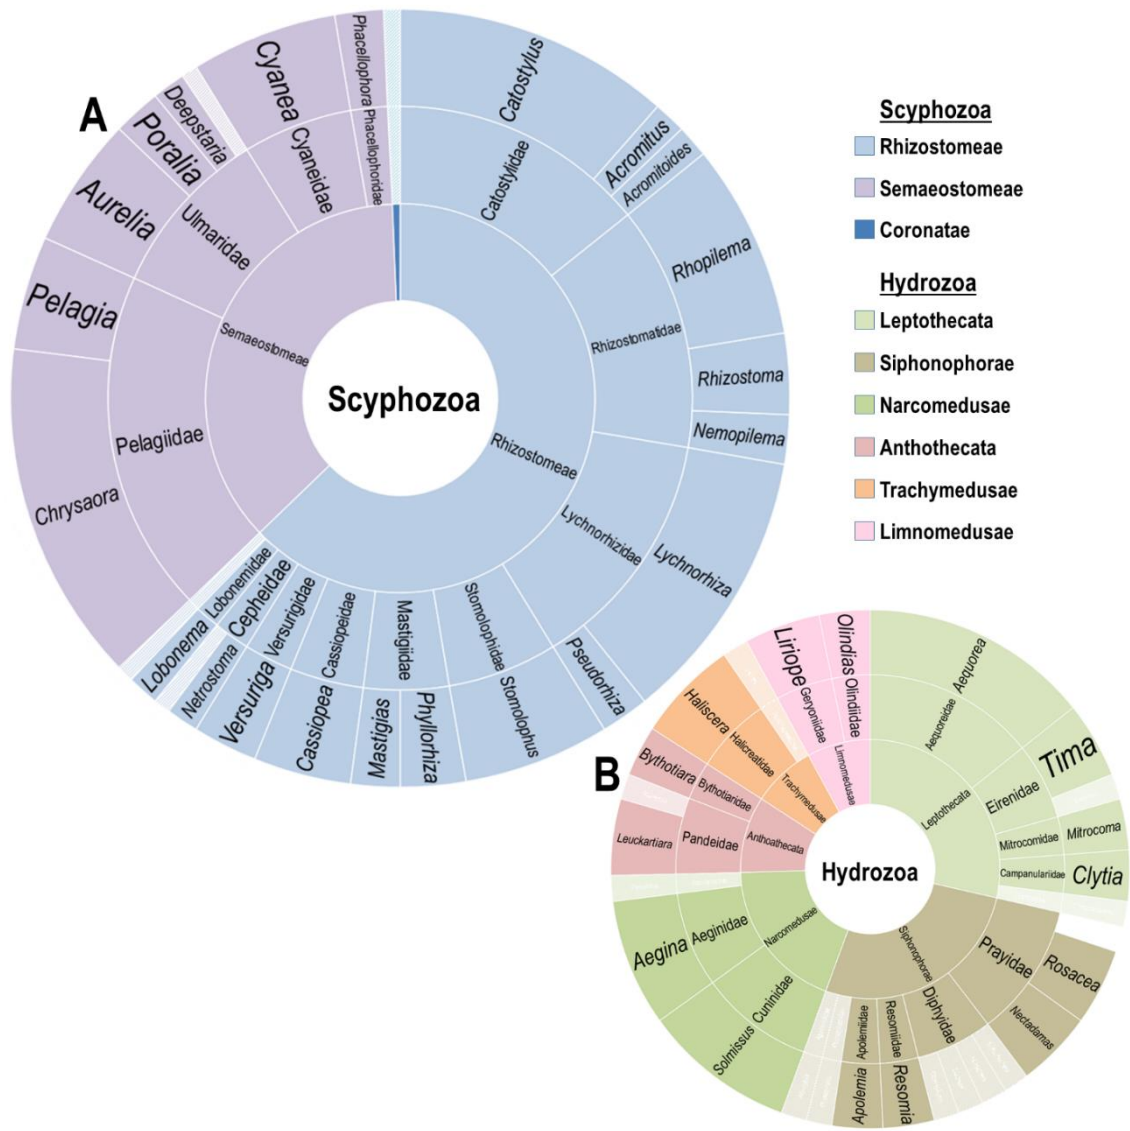 A
Scyphozoa
Rhizostomeae
Semaeostomeae
Coronatae
Hydrozoa
Leptothecata
Siphonophorae
Narcomedusae
Anthothecata
Trachymedusae
Limnomedusae
Scyphozoa
Rhizostomeae
Semaeostomeae
Catostylidae
Rhizostomatidae
Lychnorhizidae
Stomolophidae
Mastigiidae
Cassiopeidae
Versurigidae
Cepheidae
Lobonemidae
Pelagiidae
Ulmaridae
Cyaneidae
Phacellophoridae
Catostylus
Acromitus
Acromitoides
Rhopilema
Rhizostoma
Nemopilema
Lychnorhiza
Pseudorhiza
Stomolophus
Phyllorhiza
Mastigias
Cassiopea
Versuriga
Netrostoma
Lobonema
Chrysaora
Pelagia
Aurelia
Poralia
Deepstaria
Cyanea
Phacellophora
B
Hydrozoa
Leptothecata
Siphonophorae
Narcomedusae
Anthoathecata
Trachymedusae
Limnomedusae
Aequoreidae
Eirenidae
Mitrocomidae
Campanulariidae
Prayidae
Diphyidae
Resomiidae
Apolemiidae
Cuninidae
Aeginidae
Pandeidae
Bythotiaridae
Halicreatidae
Geryoniidae
Olindiidae
Aequorea
Tima
Mitrocoma
Clytia
Rosacea
Nectadamas
Resomia
Apolemia
Solmissus
Aegina
Leuckartiara
Bythotiara
Haliscera
Liriope
Olindias